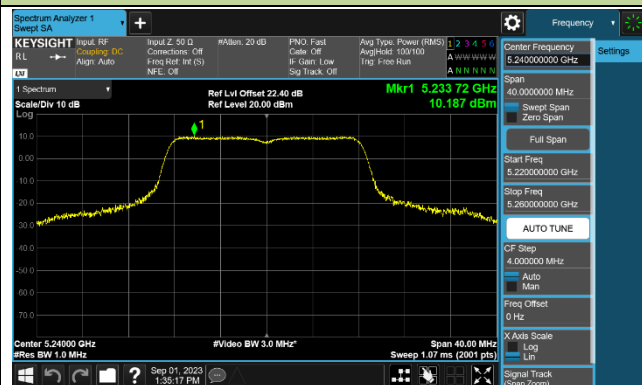 Spectrum Analyzer 1
Swept SA
Frequency
KEYSIGHT
RL
Input: RF
Coupling: DC
Align: Auto
Input Z: 50 Ω
Corrections: Off
Freq Ref: Int (S)
NFE: Off
#Atten: 20 dB
PNO: Fast
Gate: Off
IF Gain: Low
Sig Track: Off
Avg Type: Power (RMS)
Avg|Hold: 100/100
Trig: Free Run
1 2 3 4 5 6
A W W W W W
A N N N N N
1 Spectrum
Scale/Div 10 dB
Log
Ref Lvl Offset 22.40 dB
Ref Level 20.00 dBm
Mkr1 5.233 72 GHz
10.187 dBm
1
10.0
0.00
-10.0
-20.0
-30.0
-40.0
-50.0
-60.0
-70.0
Center 5.24000 GHz
#Res BW 1.0 MHz
#Video BW 3.0 MHz*
Span 40.00 MHz
Sweep 1.07 ms (2001 pts)
Sep 01, 2023
1:35:17 PM
Center Frequency
5.240000000 GHz
Settings
Span
40.0000000 MHz
Swept Span
Zero Span
Full Span
Start Freq
5.220000000 GHz
Stop Freq
5.260000000 GHz
AUTO TUNE
CF Step
4.000000 MHz
Auto
Man
Freq Offset
0 Hz
X Axis Scale
Log
Lin
Signal Track
(Span Zoom)